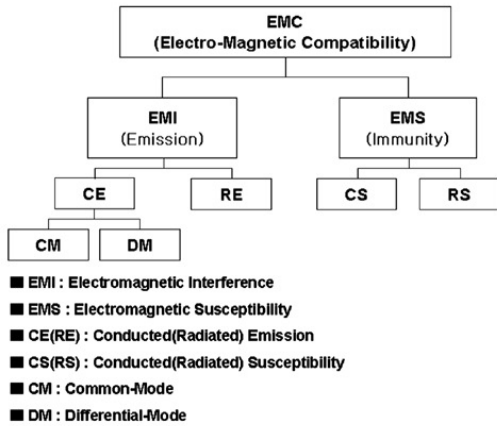 EMC
(Electro-Magnetic Compatibility)
EMI
(Emission)
EMS
(Immunity)
CE
RE
CS
RS
CM
DM
■ EMI : Electromagnetic Interference
■ EMS : Electromagnetic Susceptibility
■ CE(RE) : Conducted(Radiated) Emission
■ CS(RS) : Conducted(Radiated) Susceptibility
■ CM : Common-Mode
■ DM : Differential-Mode